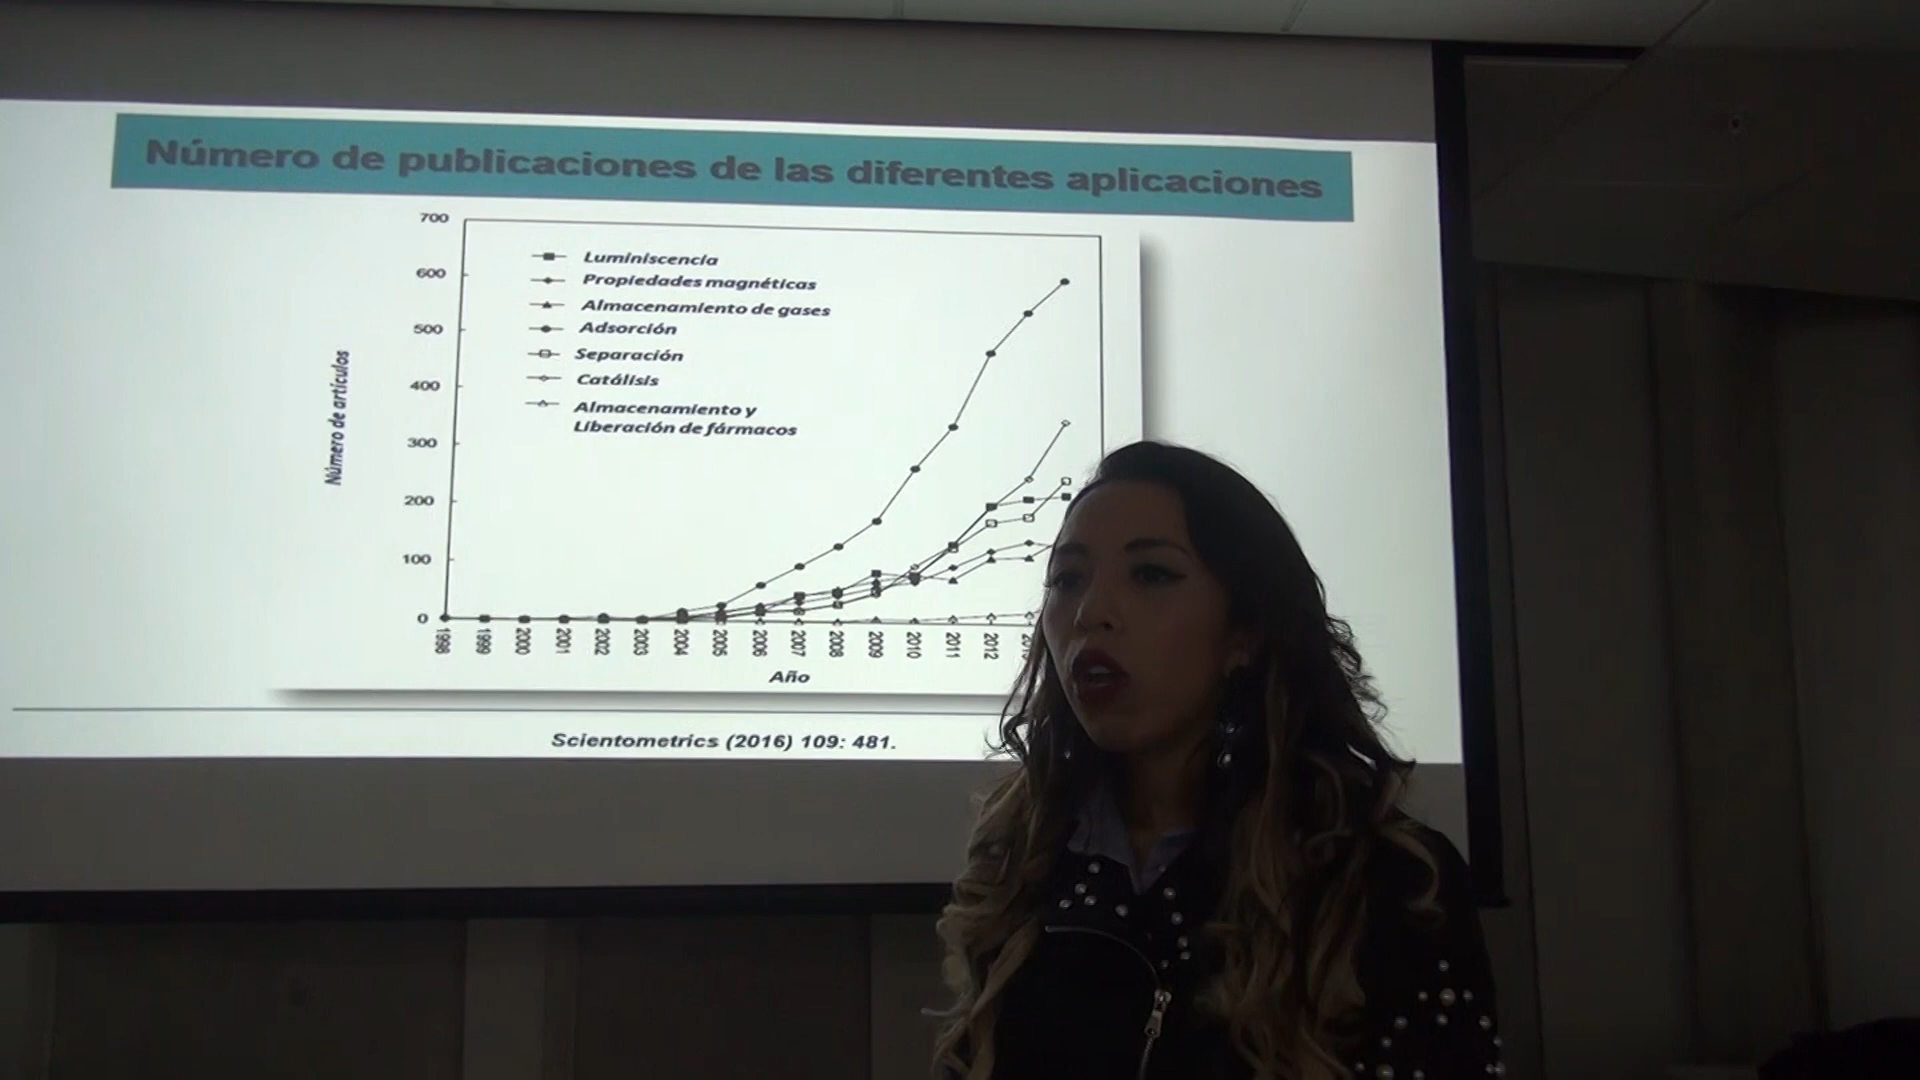 Número de publicaciones de las diferentes aplicaciones
700
600
500
400
300
200
100
0
Número de artículos
Luminiscencia
Propiedades magnéticas
Almacenamiento de gases
Adsorción
Separación
Catálisis
Almacenamiento y
Liberación de fármacos
1998
1999
2000
2001
2002
2003
2004
2005
2006
2007
2008
2009
2010
2011
2012
Año
Scientometrics (2016) 109: 481.